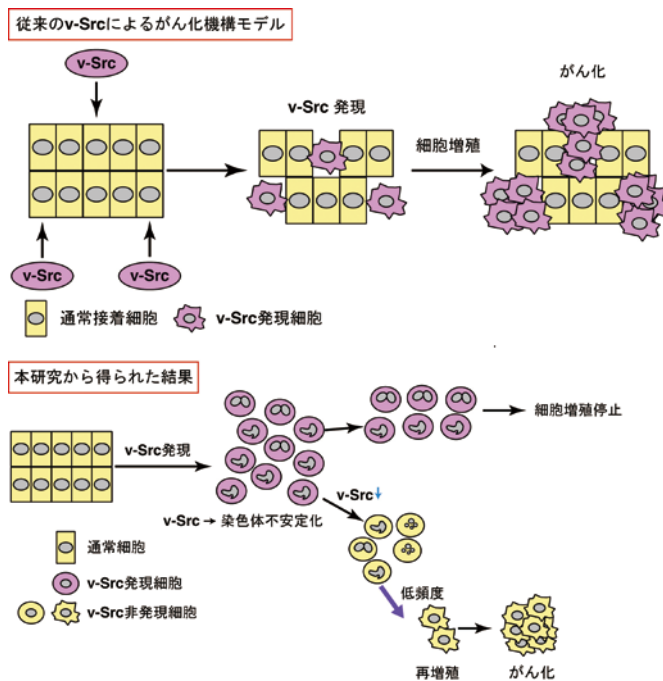 従来のv-Srcによるがん化機構モデル
v-Src
がん化
v-Src 発現
細胞増殖
v-Src
v-Src
通常接着細胞
v-Src発現細胞
本研究から得られた結果
細胞増殖停止
v-Src発現
v-Src↓
v-Src → 染色体不安定化
通常細胞
v-Src発現細胞
低頻度
v-Src非発現細胞
再増殖
がん化